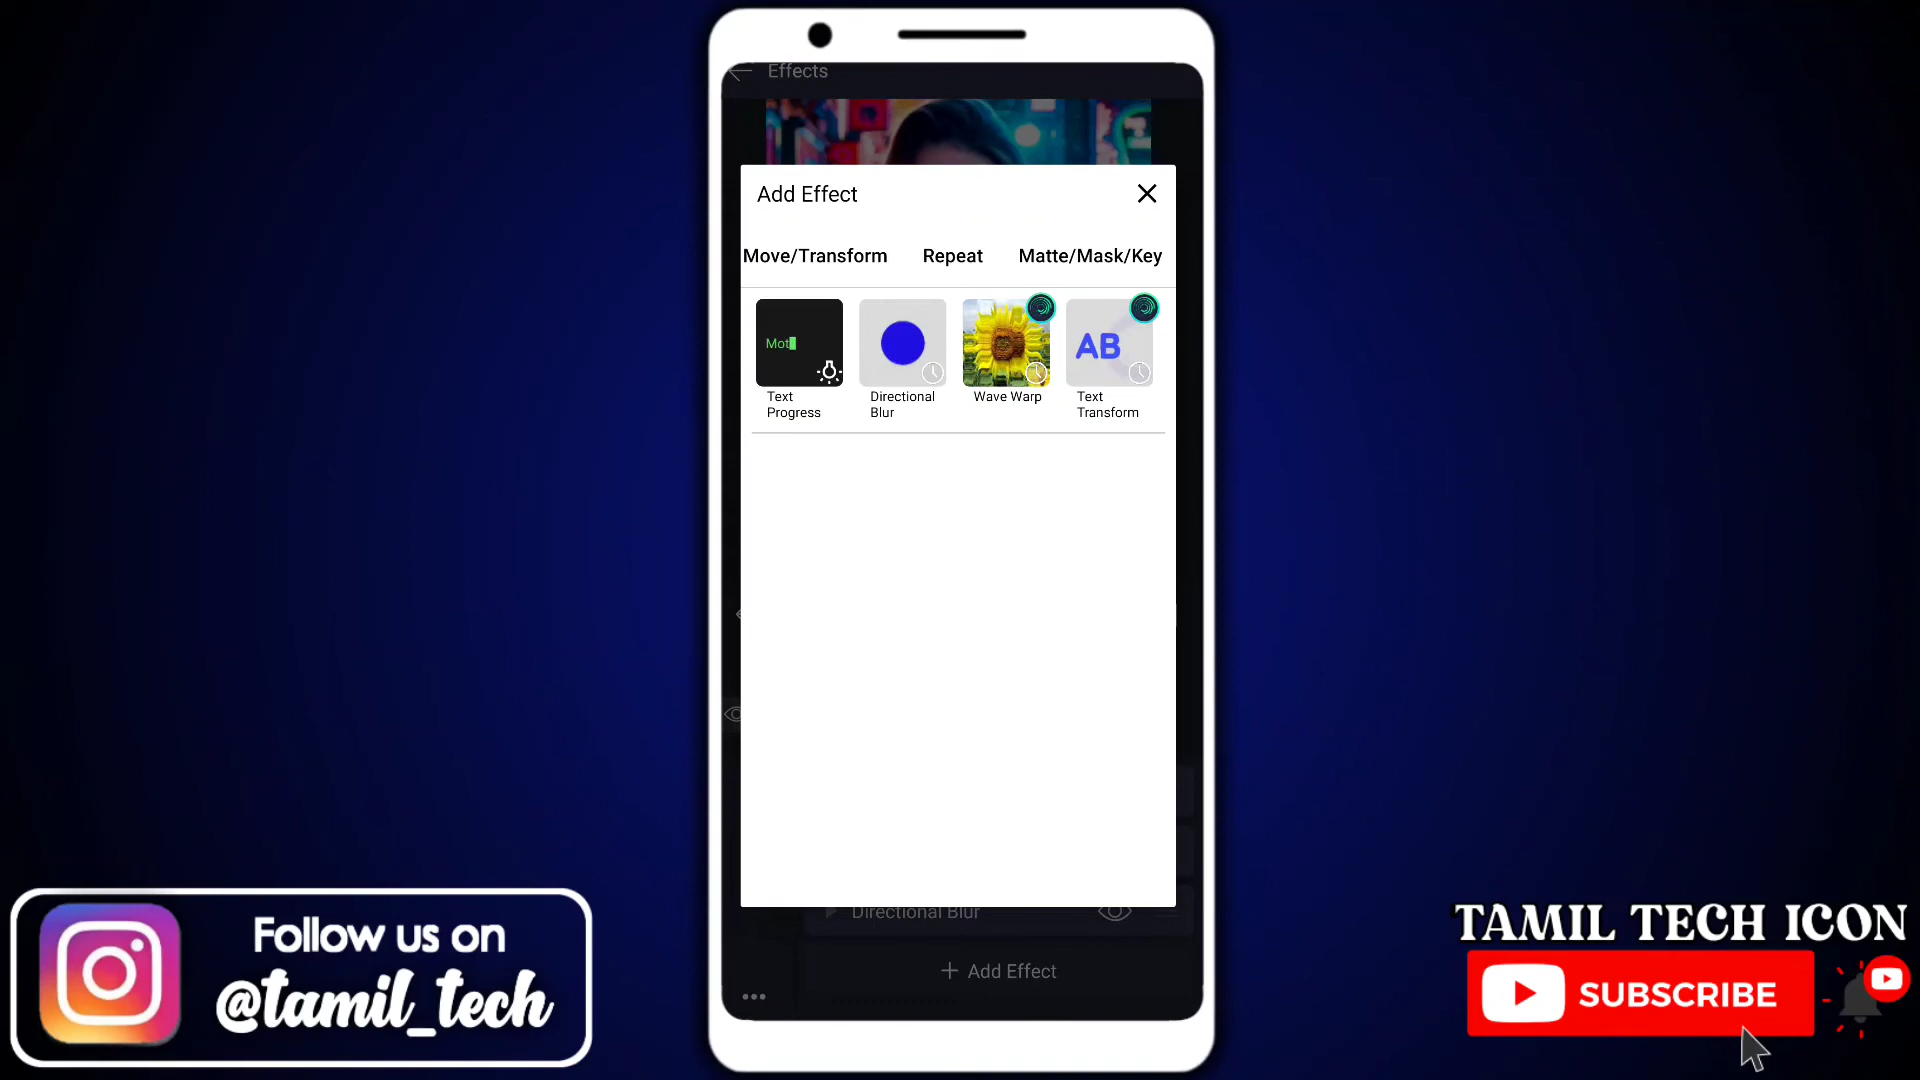 Effects
Add Effect
Move/Transform Repeat Matte/Mask/Key
Mot
AB
Text Progress
Directional Blur
Wave Warp
Text Transform
Directional Blur
+ Add Effect
Follow us on
@tamil_tech
TAMIL TECH ICON
SUBSCRIBE